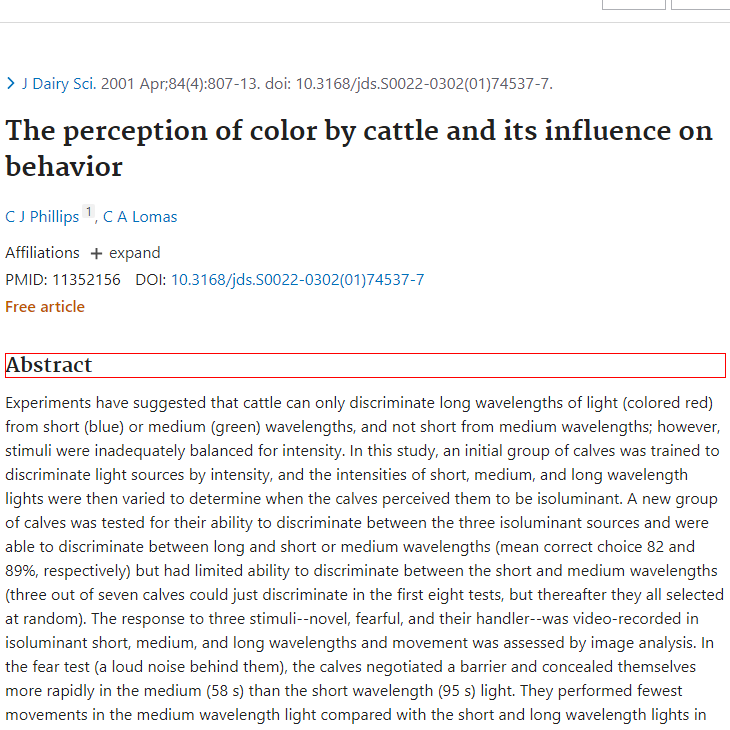 J Dairy Sci. 2001 Apr;84(4):807-13. doi: 10.3168/jds.S0022-0302(01)74537-7.
The perception of color by cattle and its influence on
behavior
C J Phillips 1, C A Lomas
Affiliations + expand
PMID: 11352156 DOI: 10.3168/jds.S0022-0302(01)74537-7
Free article
Abstract
Experiments have suggested that cattle can only discriminate long wavelengths of light (colored red)
from short (blue) or medium (green) wavelengths, and not short from medium wavelengths; however,
stimuli were inadequately balanced for intensity. In this study, an initial group of calves was trained to
discriminate light sources by intensity, and the intensities of short, medium, and long wavelength
lights were then varied to determine when the calves perceived them to be isoluminant. A new group
of calves was tested for their ability to discriminate between the three isoluminant sources and were
able to discriminate between long and short or medium wavelengths (mean correct choice 82 and
89%, respectively) but had limited ability to discriminate between the short and medium wavelengths
(three out of seven calves could just discriminate in the first eight tests, but thereafter they all selected
at random). The response to three stimuli--novel, fearful, and their handler--was video-recorded in
isoluminant short, medium, and long wavelengths and movement was assessed by image analysis. In
the fear test (a loud noise behind them), the calves negotiated a barrier and concealed themselves
more rapidly in the medium (58 s) than the short wavelength (95 s) light. They performed fewest
movements in the medium wavelength light compared with the short and long wavelength lights in